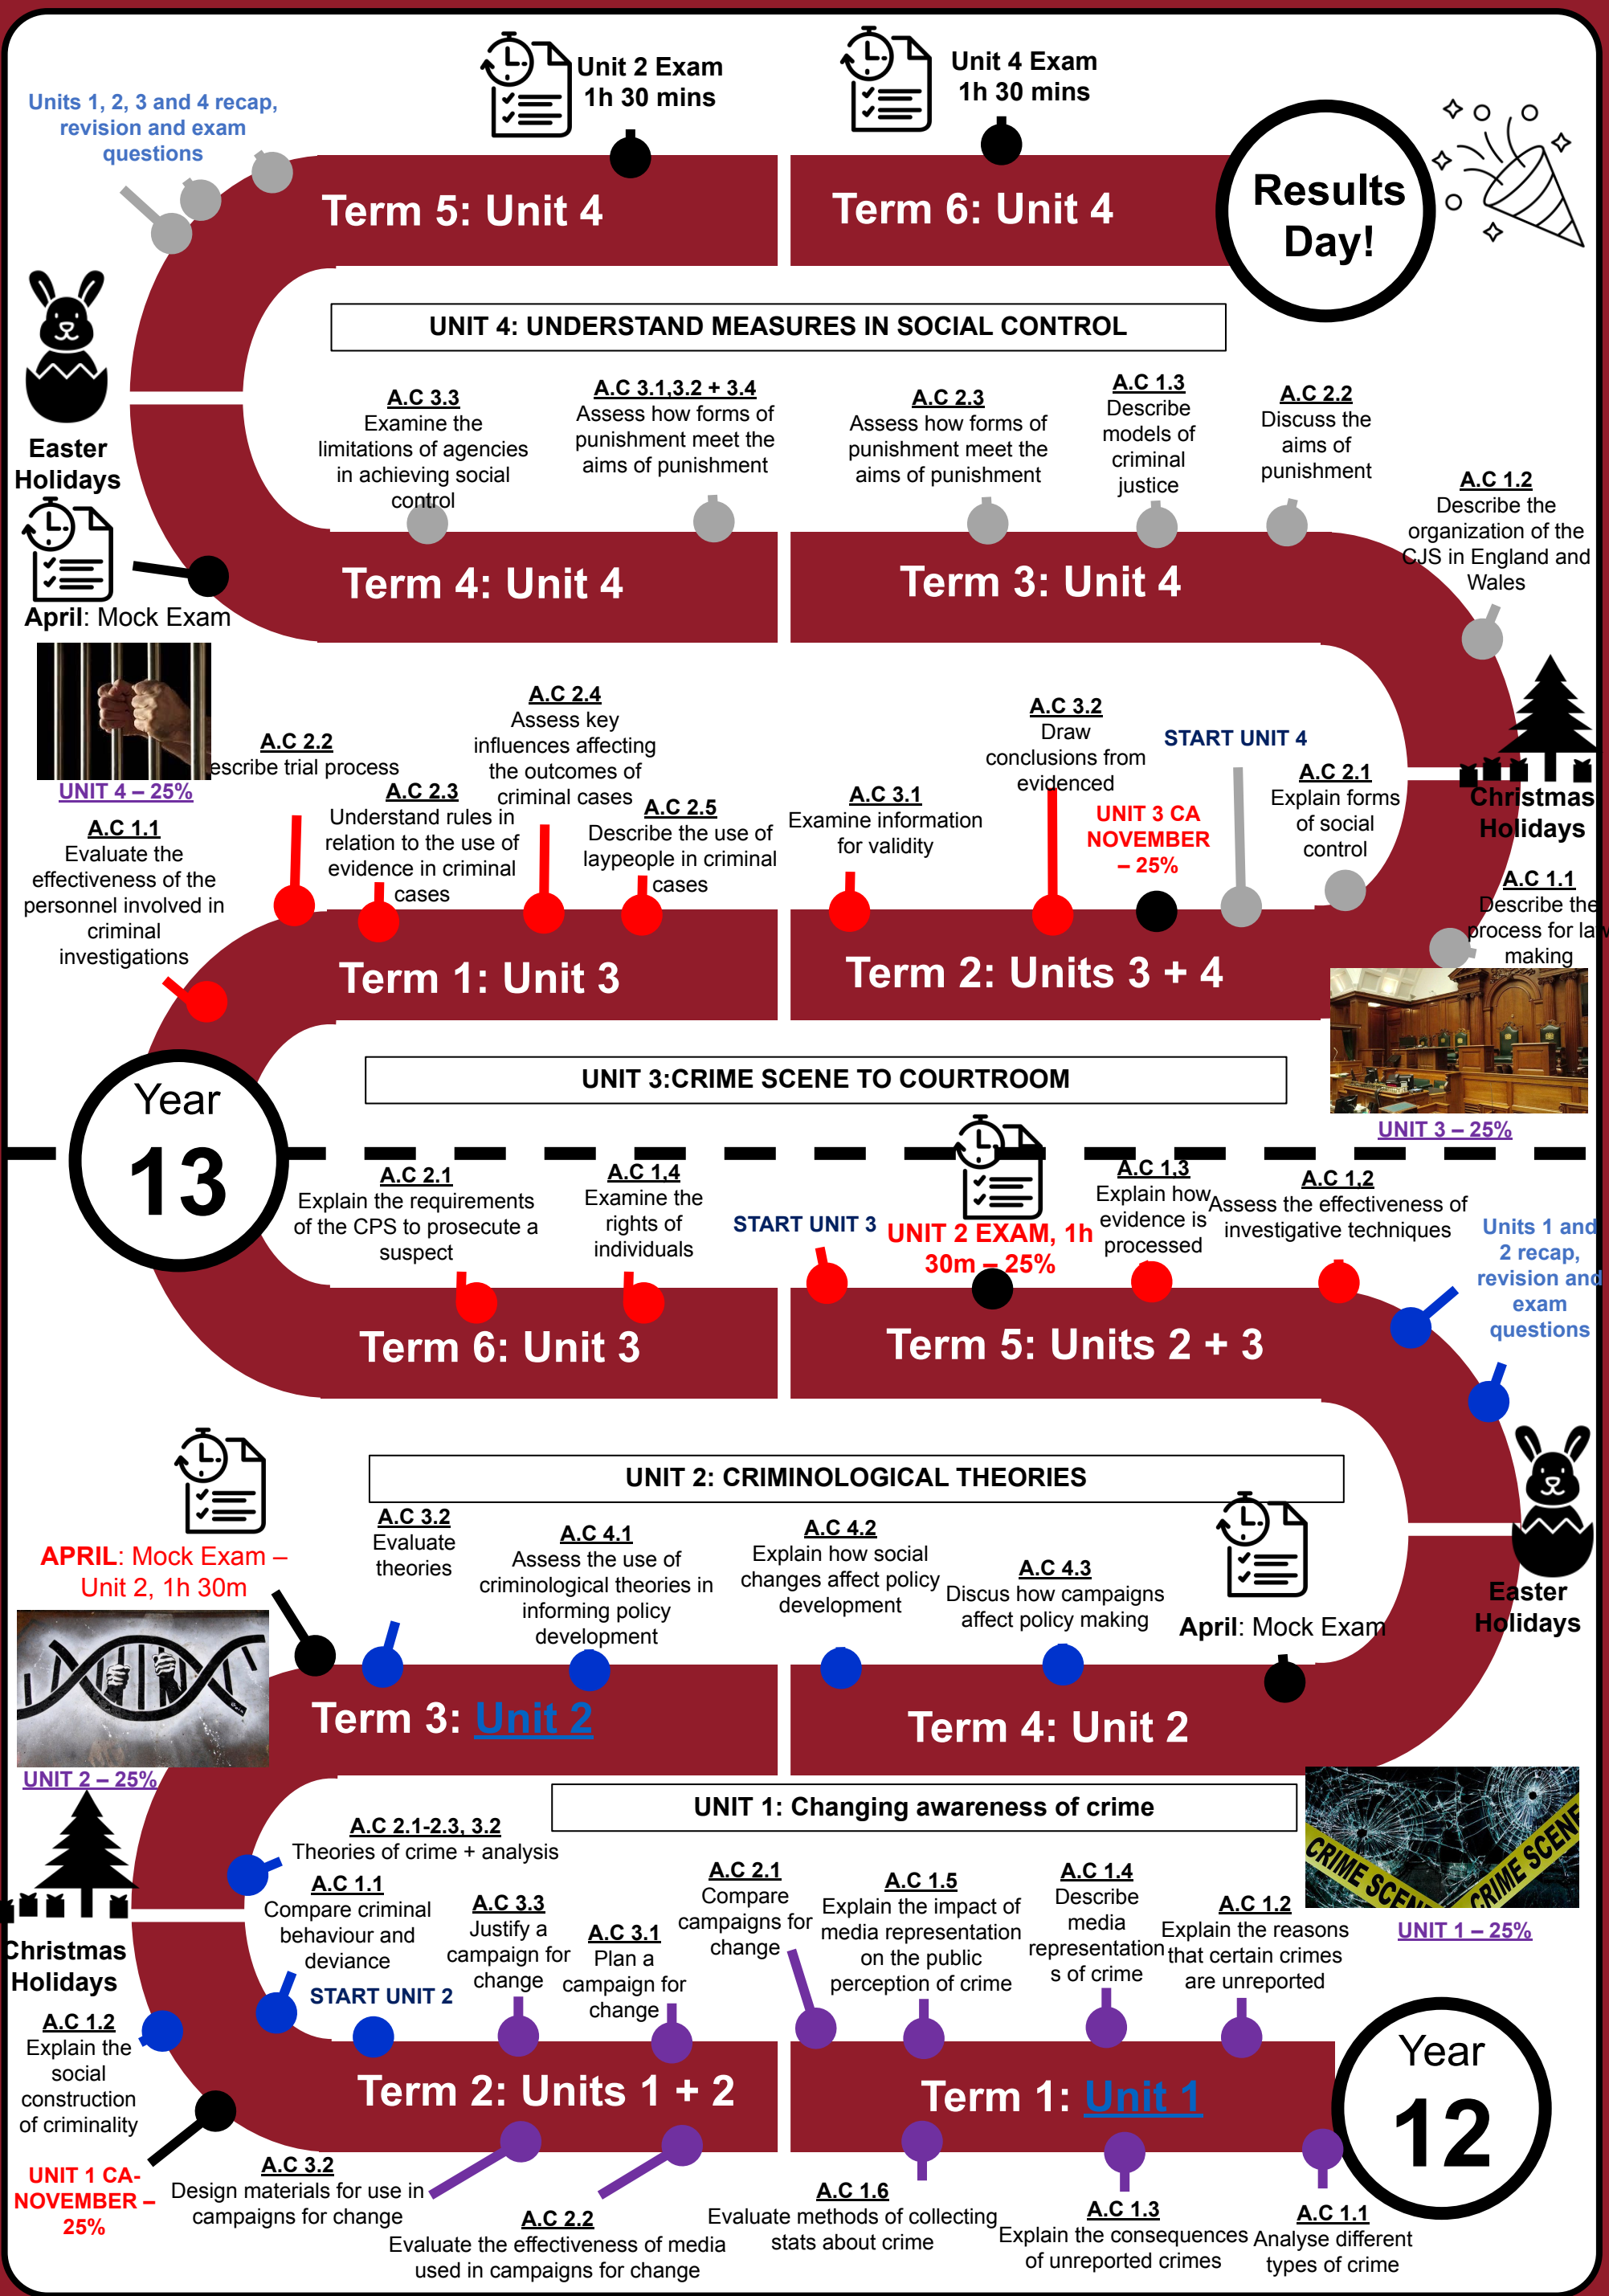 Unit 2 Exam
1h 30 mins
Unit 4 Exam
1h 30 mins
Units 1, 2, 3 and 4 recap,
revision and exam
questions
Term 5: Unit 4
Term 6: Unit 4
Results
Day!
UNIT 4: UNDERSTAND MEASURES IN SOCIAL CONTROL
Easter
Holidays
A.C 3.3
Examine the
limitations of agencies
in achieving social
control
A.C 3.1,3.2 + 3.4
Assess how forms of
punishment meet the
aims of punishment
A.C 2.3
Assess how forms of
punishment meet the
aims of punishment
A.C 1.3
Describe
models of
criminal
justice
A.C 2.2
Discuss the
aims of
punishment
A.C 1.2
Describe the
organization of the
CJS in England and
Wales
April: Mock Exam
Term 4: Unit 4
Term 3: Unit 4
UNIT 4 – 25%
A.C 1.1
Evaluate the
effectiveness of the
personnel involved in
criminal
investigations
A.C 2.2
escribe trial process
A.C 2.3
Understand rules in
relation to the use of
evidence in criminal
cases
A.C 2.4
Assess key
influences affecting
the outcomes of
criminal cases
A.C 2.5
Describe the use of
laypeople in criminal
cases
A.C 3.1
Examine information
for validity
A.C 3.2
Draw
conclusions from
evidenced
UNIT 3 CA
NOVEMBER
– 25%
START UNIT 4
A.C 2.1
Explain forms
of social
control
Christmas
Holidays
A.C 1.1
Describe the
process for law
making
Term 1: Unit 3
Term 2: Units 3 + 4
UNIT 3:CRIME SCENE TO COURTROOM
UNIT 3 – 25%
Year
13
A.C 2.1
Explain the requirements
of the CPS to prosecute a
suspect
A.C 1,4
Examine the
rights of
individuals
START UNIT 3
UNIT 2 EXAM, 1h
30m – 25%
A.C 1,3
Explain how
evidence is
processed
A.C 1,2
Assess the effectiveness of
investigative techniques
Units 1 and
2 recap,
revision and
exam
questions
Term 6: Unit 3
Term 5: Units 2 + 3
UNIT 2: CRIMINOLOGICAL THEORIES
APRIL: Mock Exam –
Unit 2, 1h 30m
A.C 3.2
Evaluate
theories
A.C 4.1
Assess the use of
criminological theories in
informing policy
development
A.C 4.2
Explain how social
changes affect policy
development
A.C 4.3
Discus how campaigns
affect policy making
April: Mock Exam
Easter
Holidays
Term 3: Unit 2
Term 4: Unit 2
UNIT 2 – 25%
UNIT 1: Changing awareness of crime
CRIME SCENE
CRIME SCENE
UNIT 1 – 25%
Christmas
Holidays
A.C 2.1-2.3, 3.2
Theories of crime + analysis
A.C 1.1
Compare criminal
behaviour and
deviance
START UNIT 2
A.C 3.3
Justify a
campaign for
change
A.C 3.1
Plan a
campaign for
change
A.C 2.1
Compare
campaigns for
change
A.C 1.5
Explain the impact of
media representation
on the public
perception of crime
A.C 1.4
Describe
media
representation
s of crime
A.C 1.2
Explain the reasons
that certain crimes
are unreported
A.C 1.2
Explain the
social
construction
of criminality
Term 2: Units 1 + 2
Term 1: Unit 1
Year
12
UNIT 1 CA-
NOVEMBER –
25%
A.C 3.2
Design materials for use in
campaigns for change
A.C 2.2
Evaluate the effectiveness of media
used in campaigns for change
A.C 1.6
Evaluate methods of collecting
stats about crime
A.C 1.3
Explain the consequences
of unreported crimes
A.C 1.1
Analyse different
types of crime